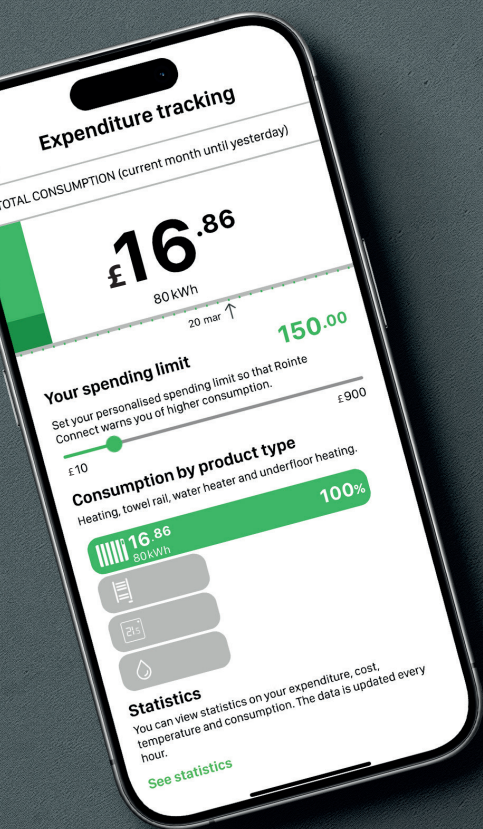 Expenditure tracking
TOTAL CONSUMPTION (current month until yesterday)
£16.86
80 kWh
20 mar
Your spending limit
150.00
Set your personalised spending limit so that Rointe
Connect warns you of higher consumption.
£10
£900
Consumption by product type
Heating, towel rail, water heater and underfloor heating.
16.86
100%
80kWh
21.5
Statistics
You can view statistics on your expenditure, cost,
temperature and consumption. The data is updated every
hour.
See statistics